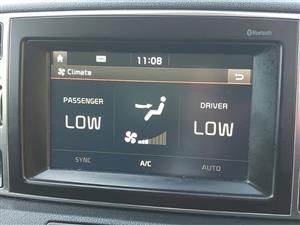 Bluetooth
11:08
Climate
PASSENGER
DRIVER
LOW
LOW
SYNC
A/C
AUTO